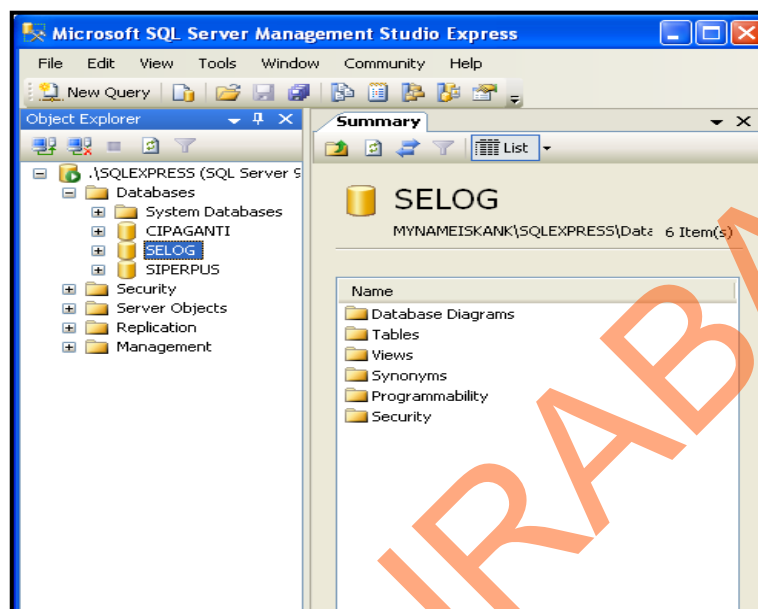 Microsoft SQL Server Management Studio Express
File Edit View Tools Window Community Help
New Query
Object Explorer
.\SQLEXPRESS (SQL Server 9
Databases
System Databases
CIPAGANTI
SELOG
SIPERPUS
Security
Server Objects
Replication
Management
Summary
List
SELOG
MYNAMEISKANK\SQLEXPRESS\Data 6 Item(s)
Name
Database Diagrams
Tables
Views
Synonyms
Programmability
Security
RABA